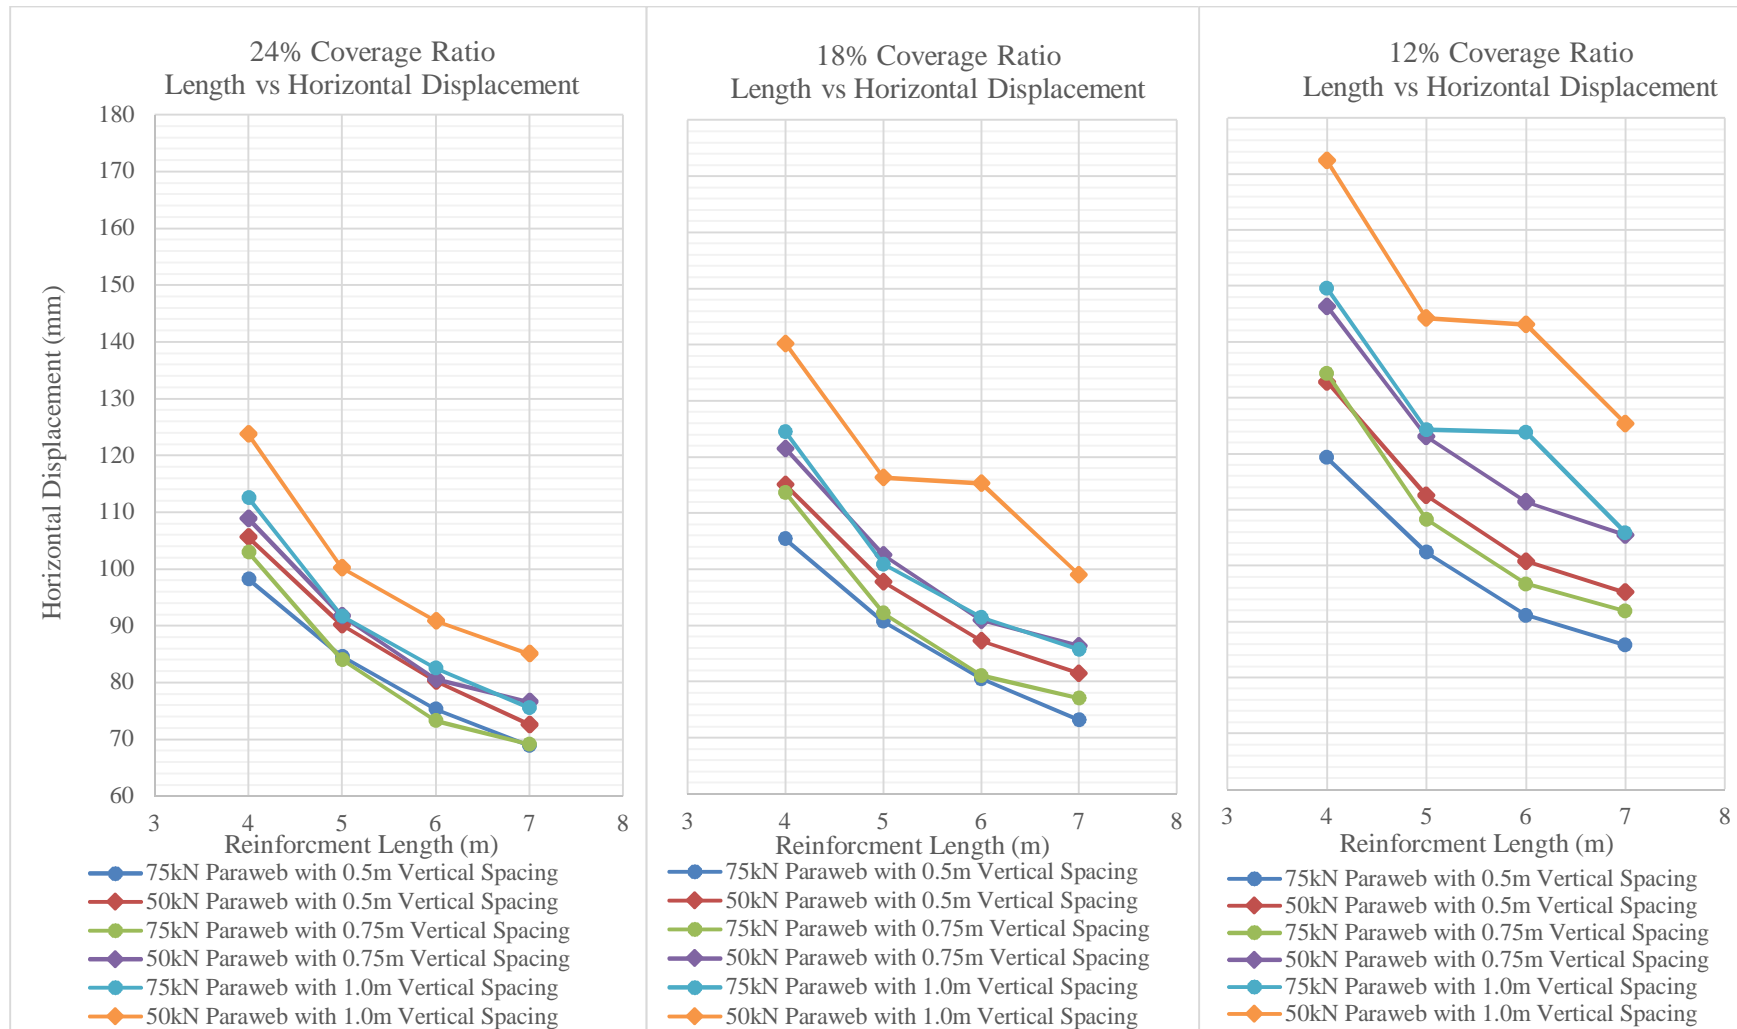 24% Coverage Ratio
Length vs Horizontal Displacement
180
170
160
150
140
130
120
110
100
90
80
70
60
Horizontal Displacement (mm)
3 4 5 6 7 8
Reinforcment Length (m)
75kN Paraweb with 0.5m Vertical Spacing
50kN Paraweb with 0.5m Vertical Spacing
75kN Paraweb with 0.75m Vertical Spacing
50kN Paraweb with 0.75m Vertical Spacing
75kN Paraweb with 1.0m Vertical Spacing
50kN Paraweb with 1.0m Vertical Spacing
18% Coverage Ratio
Length vs Horizontal Displacement
3 4 5 6 7 8
Reinforcment Length (m)
75kN Paraweb with 0.5m Vertical Spacing
50kN Paraweb with 0.5m Vertical Spacing
75kN Paraweb with 0.75m Vertical Spacing
50kN Paraweb with 0.75m Vertical Spacing
75kN Paraweb with 1.0m Vertical Spacing
50kN Paraweb with 1.0m Vertical Spacing
12% Coverage Ratio
Length vs Horizontal Displacement
3 4 5 6 7 8
Reinforcment Length (m)
75kN Paraweb with 0.5m Vertical Spacing
50kN Paraweb with 0.5m Vertical Spacing
75kN Paraweb with 0.75m Vertical Spacing
50kN Paraweb with 0.75m Vertical Spacing
75kN Paraweb with 1.0m Vertical Spacing
50kN Paraweb with 1.0m Vertical Spacing